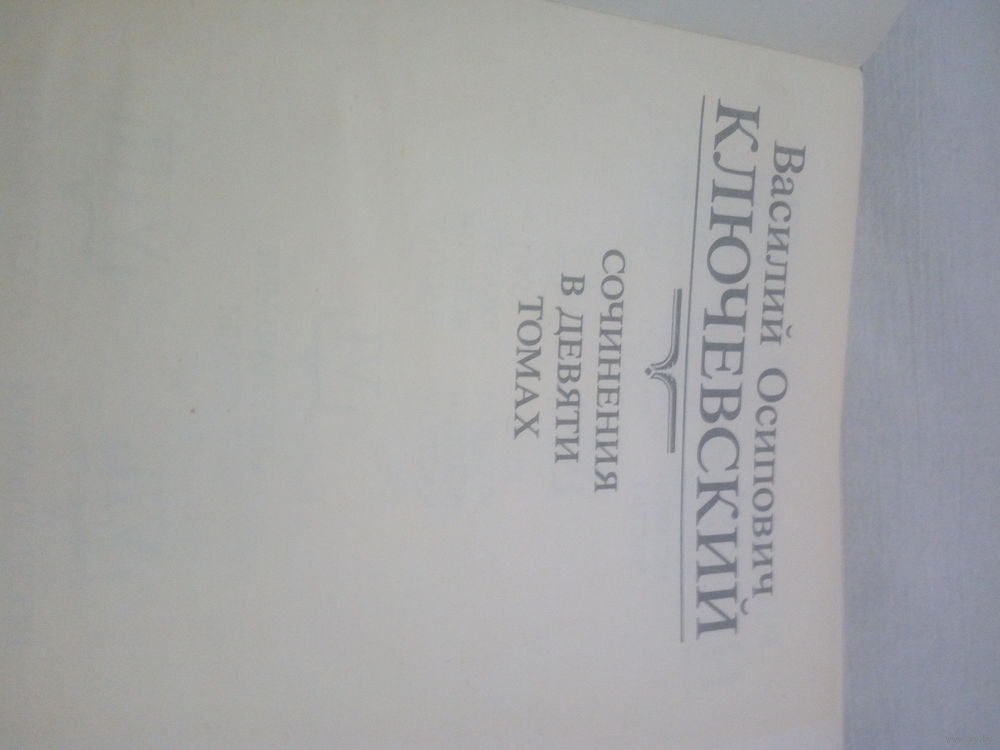 Василий Осипович
КЛЮЧЕВСКИЙ
СОЧИНЕНИЯ
В ДЕВЯТИ
ТОМАХ